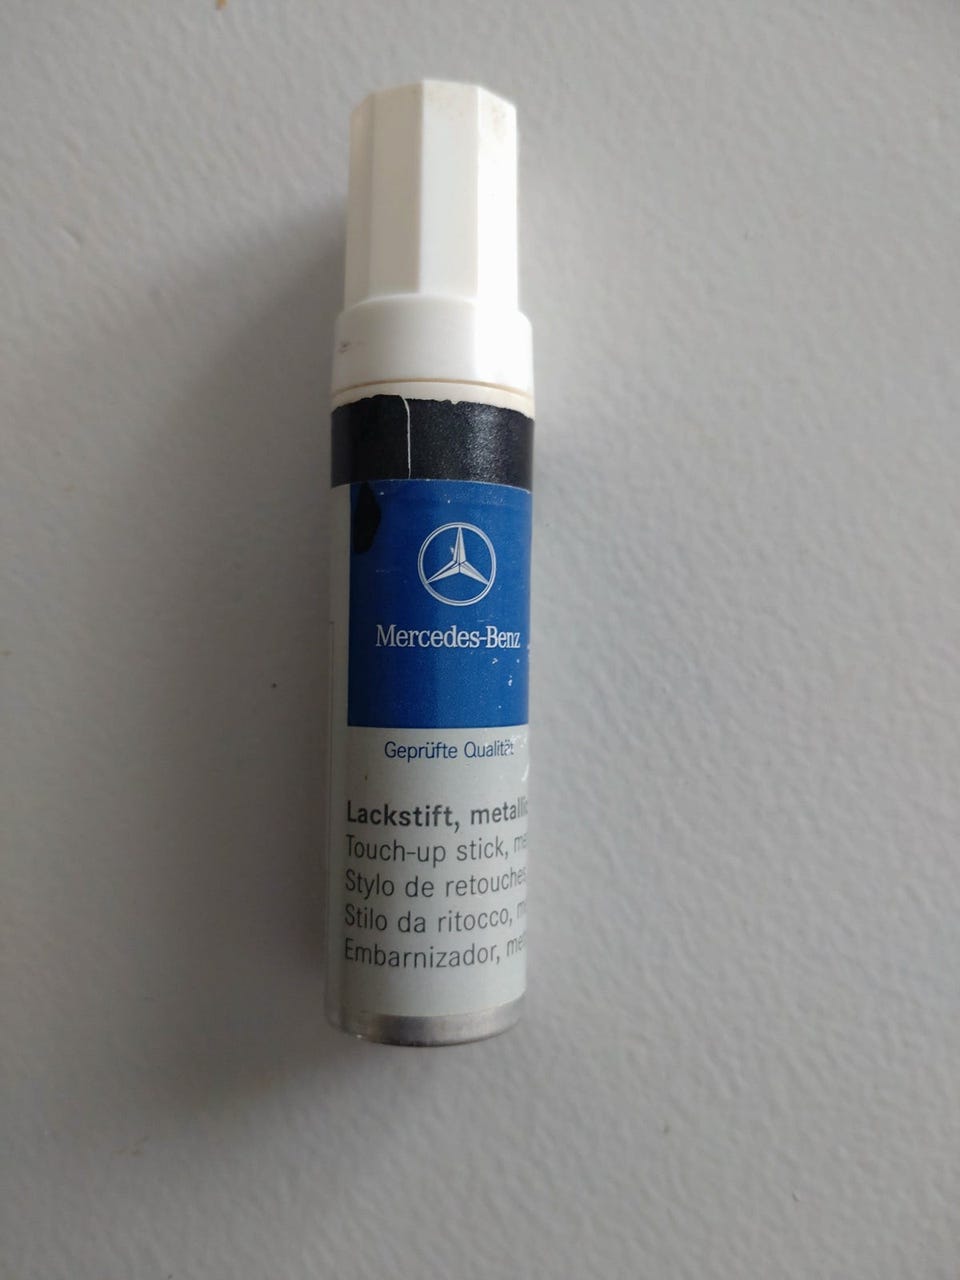 Mercedes-Benz
Geprüfte Qualität
Lackstift, metallic
Touch-up stick,
Stylo de retouches,
Stilo da ritocco,
Embarnizador,